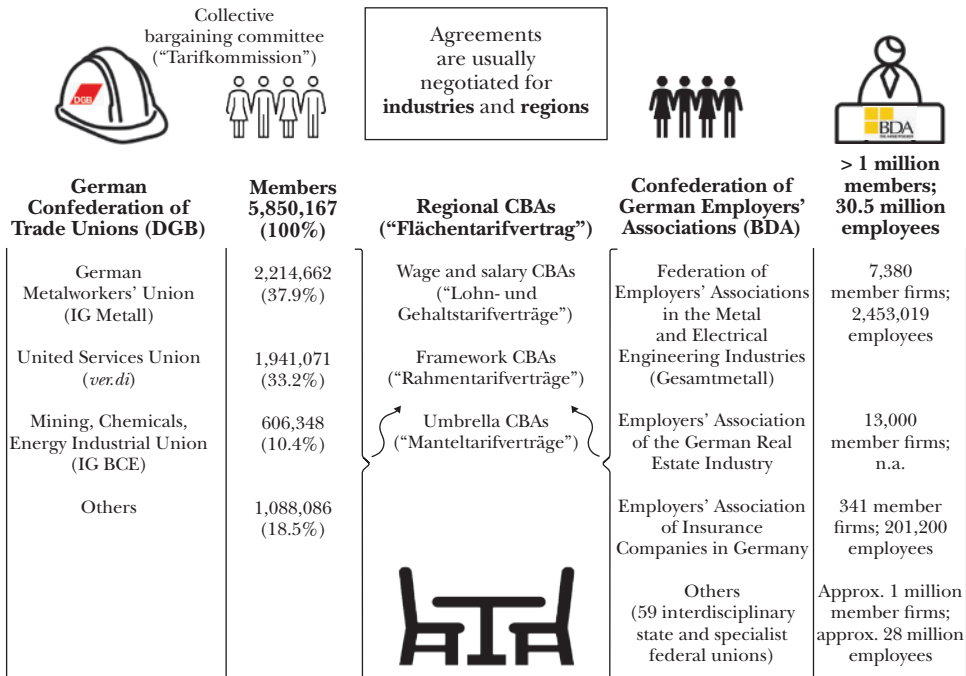 Collective
bargaining committee
(“Tarifkommission”)
DGB
Agreements
are usually
negotiated for
industries and regions
BDA
German
Confederation of
Trade Unions (DGB)
Members
5,850,167
(100%)
Regional CBAs
(“Flächentarifvertrag”)
Confederation of
German Employers’
Associations (BDA)
> 1 million
members;
30.5 million
employees
German
Metalworkers’ Union
(IG Metall)
2,214,662
(37.9%)
United Services Union
(ver.di)
1,941,071
(33.2%)
Mining, Chemicals,
Energy Industrial Union
(IG BCE)
606,348
(10.4%)
Others
1,088,086
(18.5%)
Wage and salary CBAs
(“Lohn- und
Gehaltstarifverträge”)
Framework CBAs
(“Rahmentarifverträge”)
Umbrella CBAs
(“Manteltarifverträge”)
Federation of
Employers’ Associations
in the Metal
and Electrical
Engineering Industries
(Gesamtmetall)
7,380
member firms;
2,453,019
employees
Employers’ Association
of the German Real
Estate Industry
13,000
member firms;
n.a.
Employers’ Association
of Insurance
Companies in Germany
341 member
firms; 201,200
employees
Others
(59 interdisciplinary
state and specialist
federal unions)
Approx. 1 million
member firms;
approx. 28 million
employees